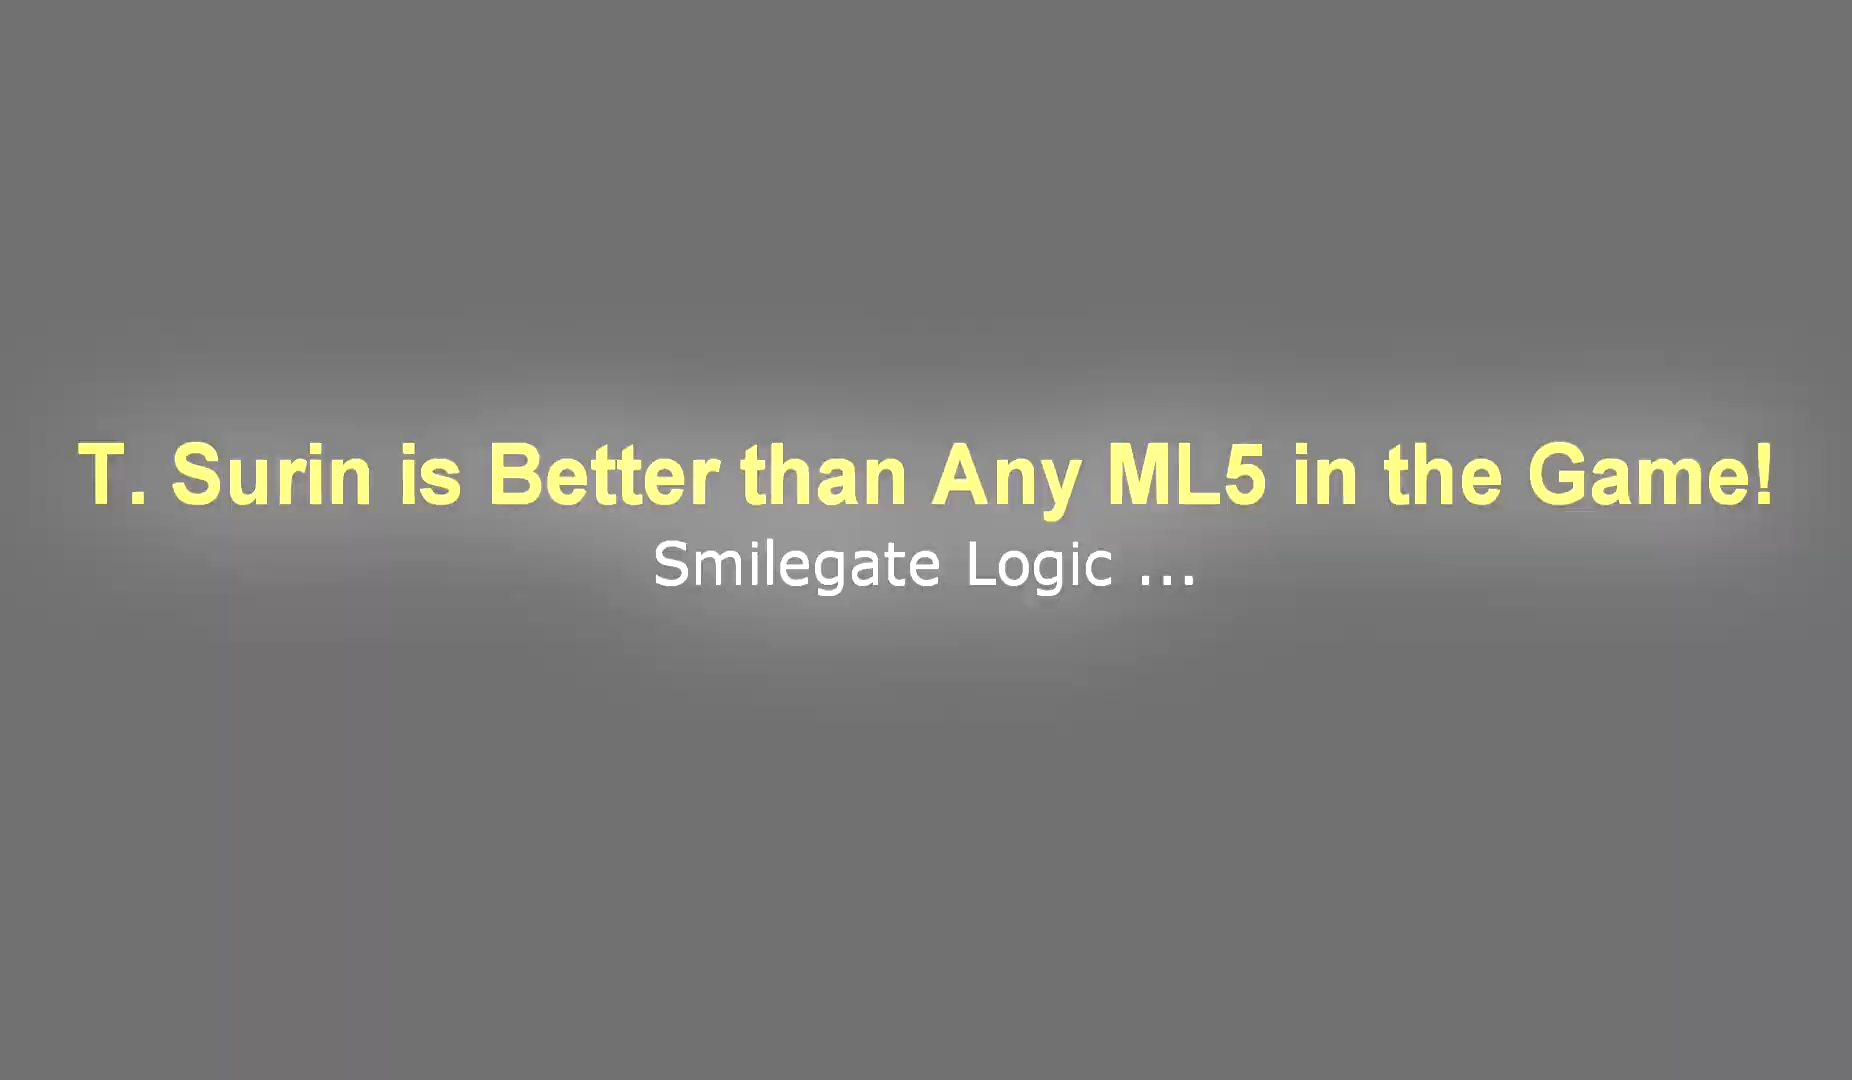 T. Surin is Better than Any ML5 in the Game!
Smilegate Logic ...